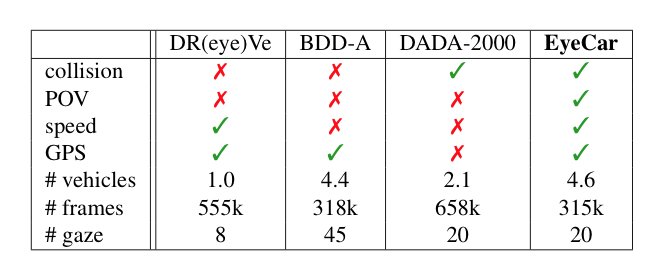 DR(eye)Ve BDD-A DADA-2000 EyeCar
collision ✗ ✗ ✓ ✓
POV ✗ ✗ ✗ ✓
speed ✓ ✗ ✗ ✓
GPS ✓ ✓ ✗ ✓
# vehicles 1.0 4.4 2.1 4.6
# frames 555k 318k 658k 315k
# gaze 8 45 20 20